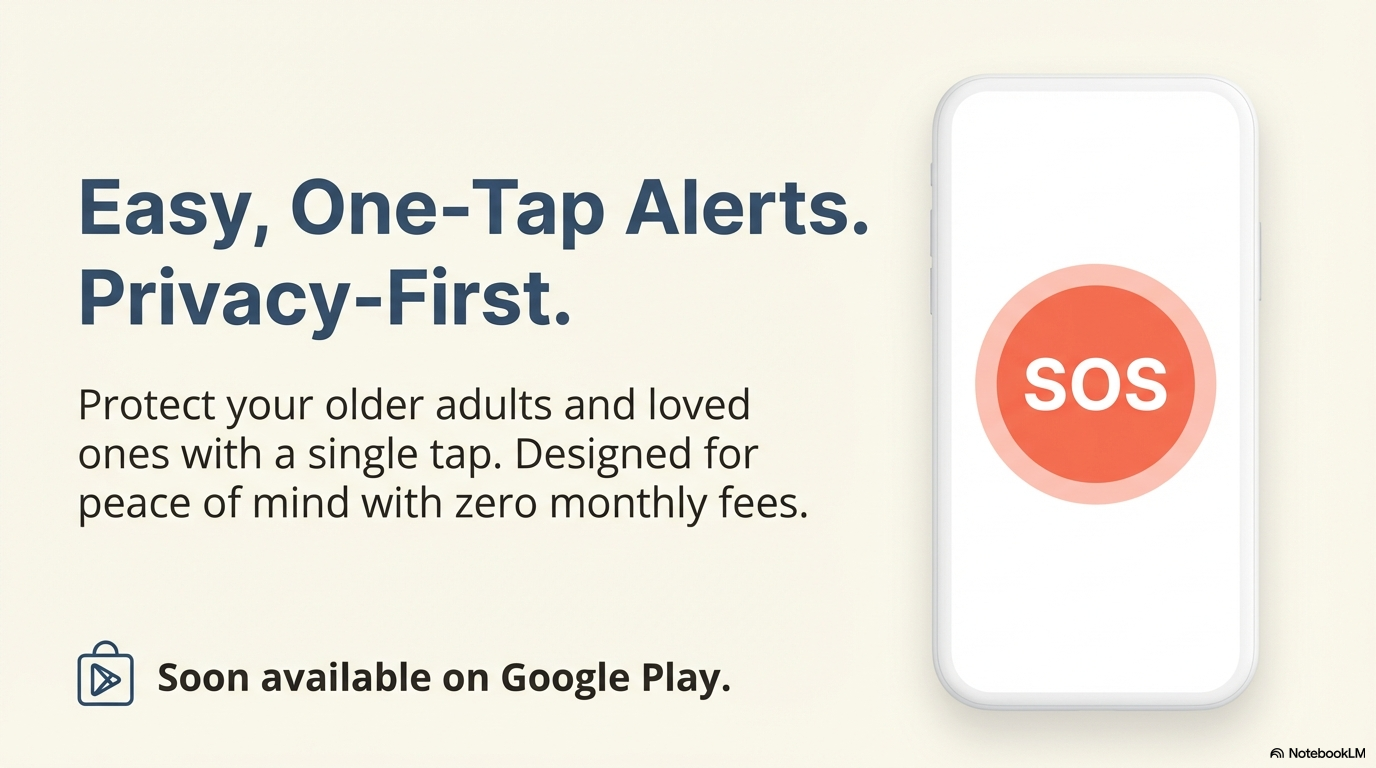 Easy, One-Tap Alerts.
Privacy-First.
Protect your older adults and loved
ones with a single tap. Designed for
peace of mind with zero monthly fees.
Soon available on Google Play.
SOS
NotebookLM